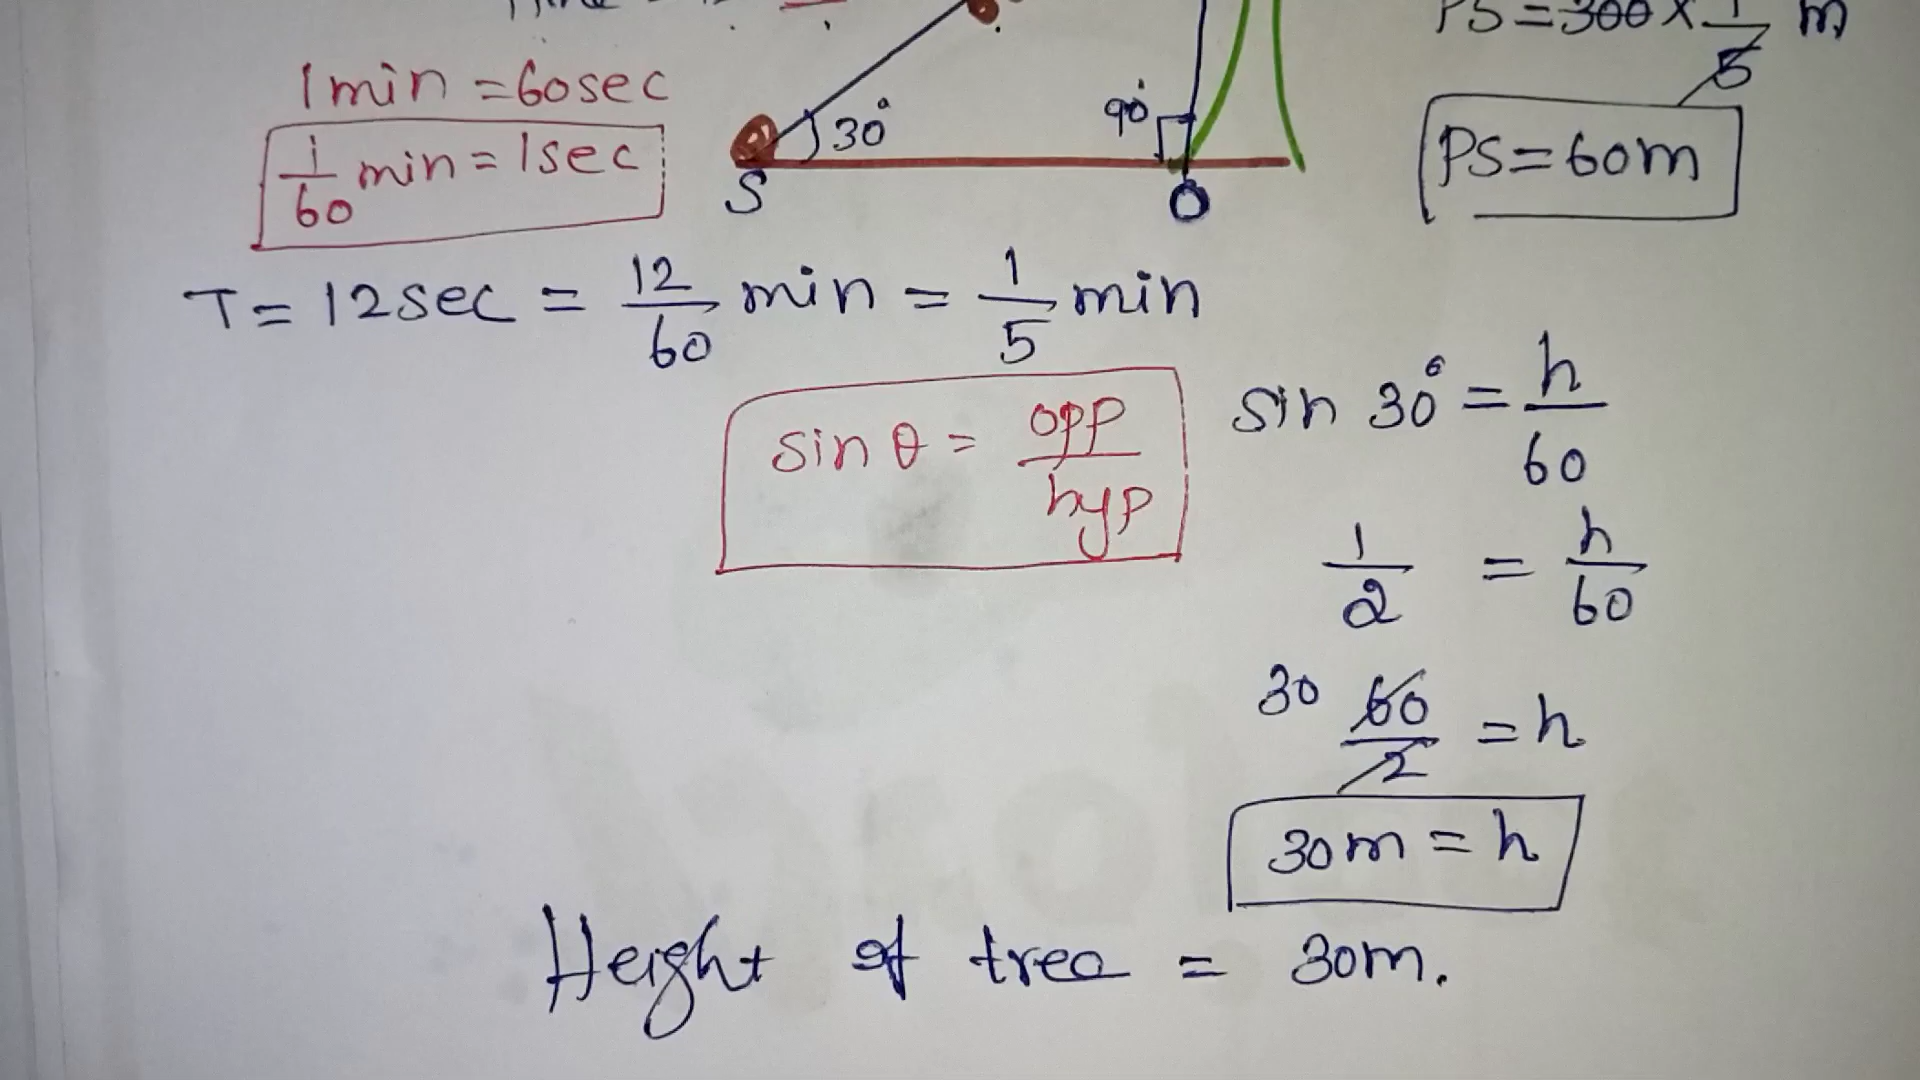 PS = 300 × 1/5 m
1 min = 60 sec
1/60 min = 1 sec
30°
90°
PS = 60m
S
O
T = 12 sec = 12/60 min = 1/5 min
sin θ = opp/hyp
sin 30° = h/60
1/2 = h/60
30 60/2 = h
30m = h
Height of tree = 30m.